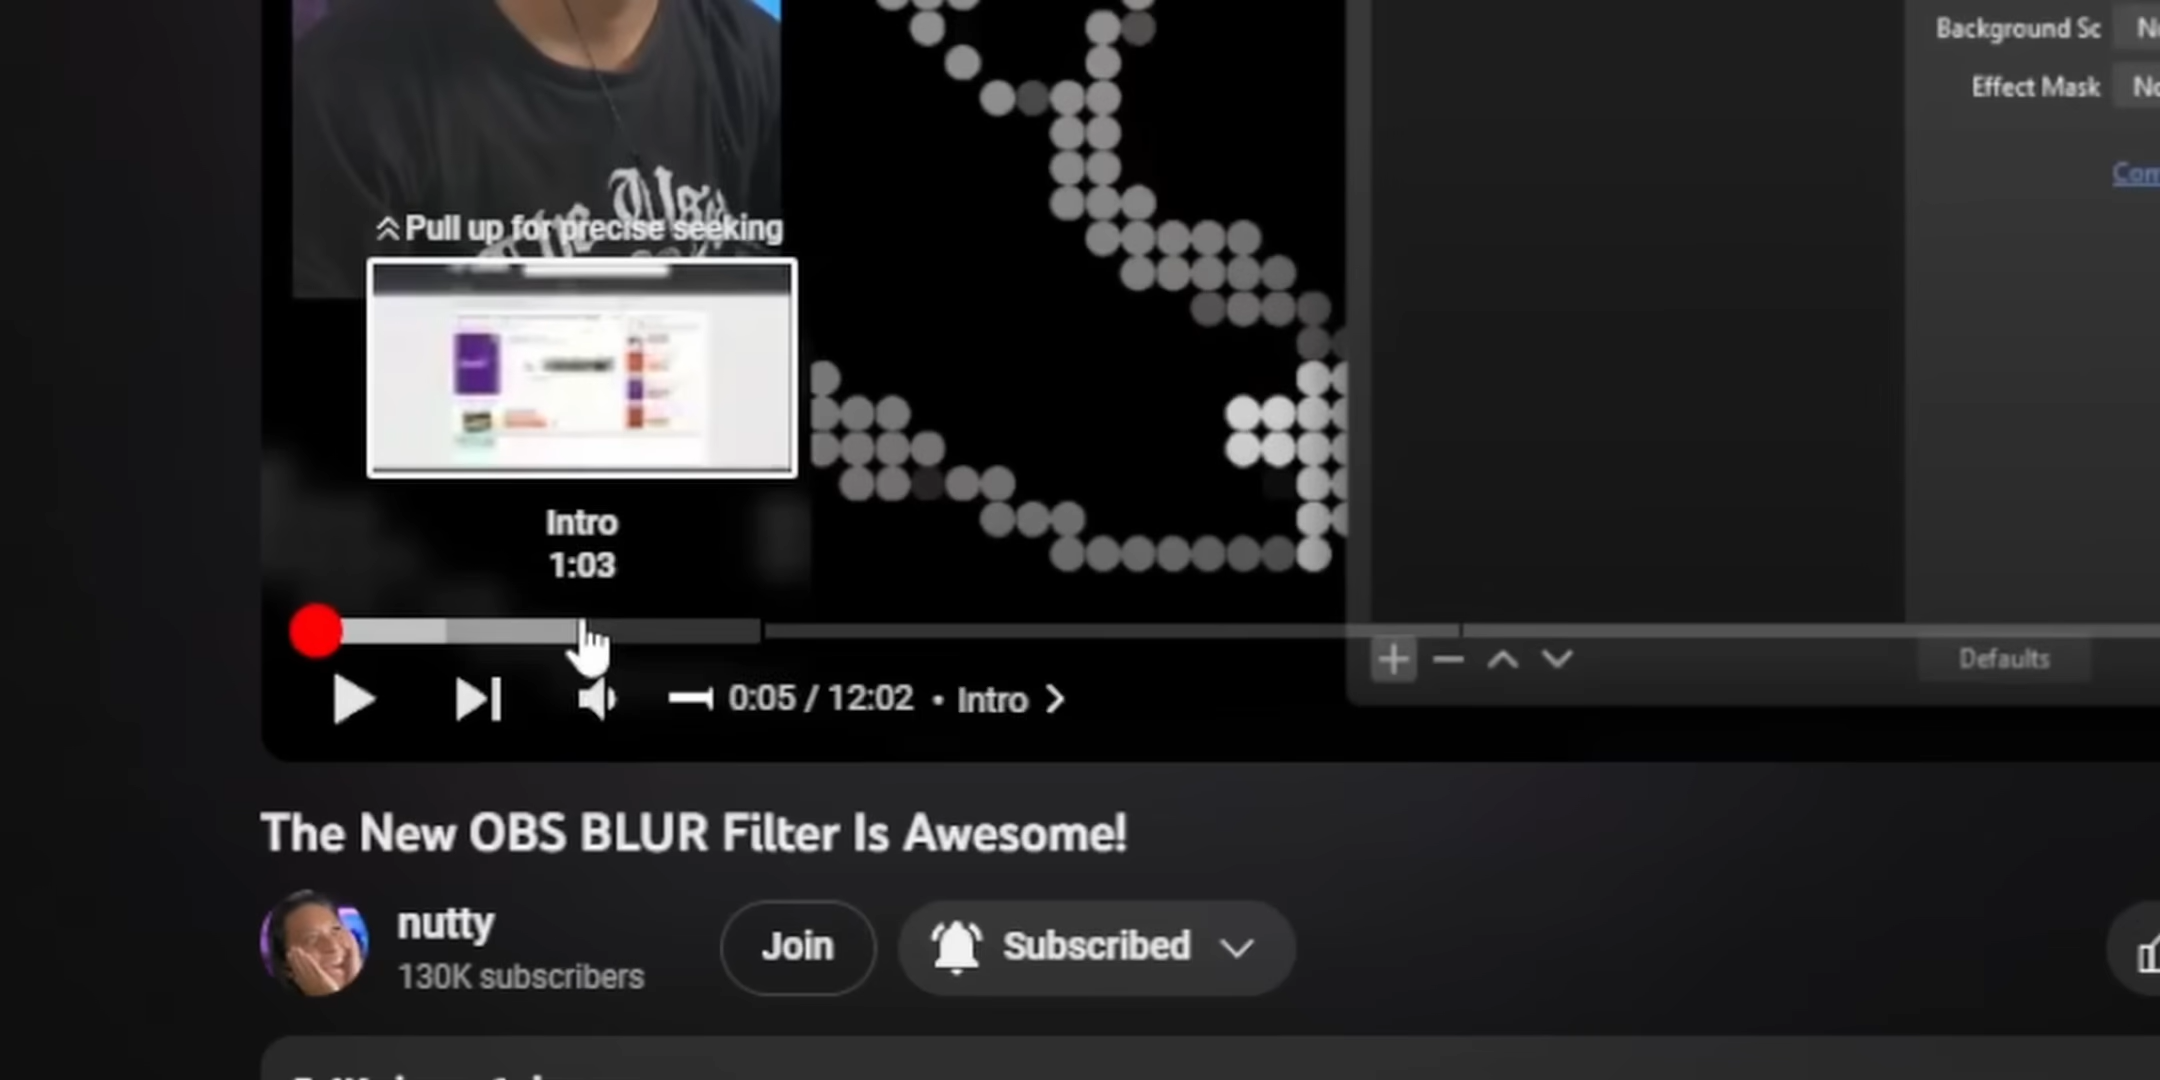 Background Sc
Effect Mask
Pull up for precise seeking
Intro
1:03
Defaults
0:05 / 12:02 • Intro
The New OBS BLUR Filter Is Awesome!
nutty
130K subscribers
Join
Subscribed